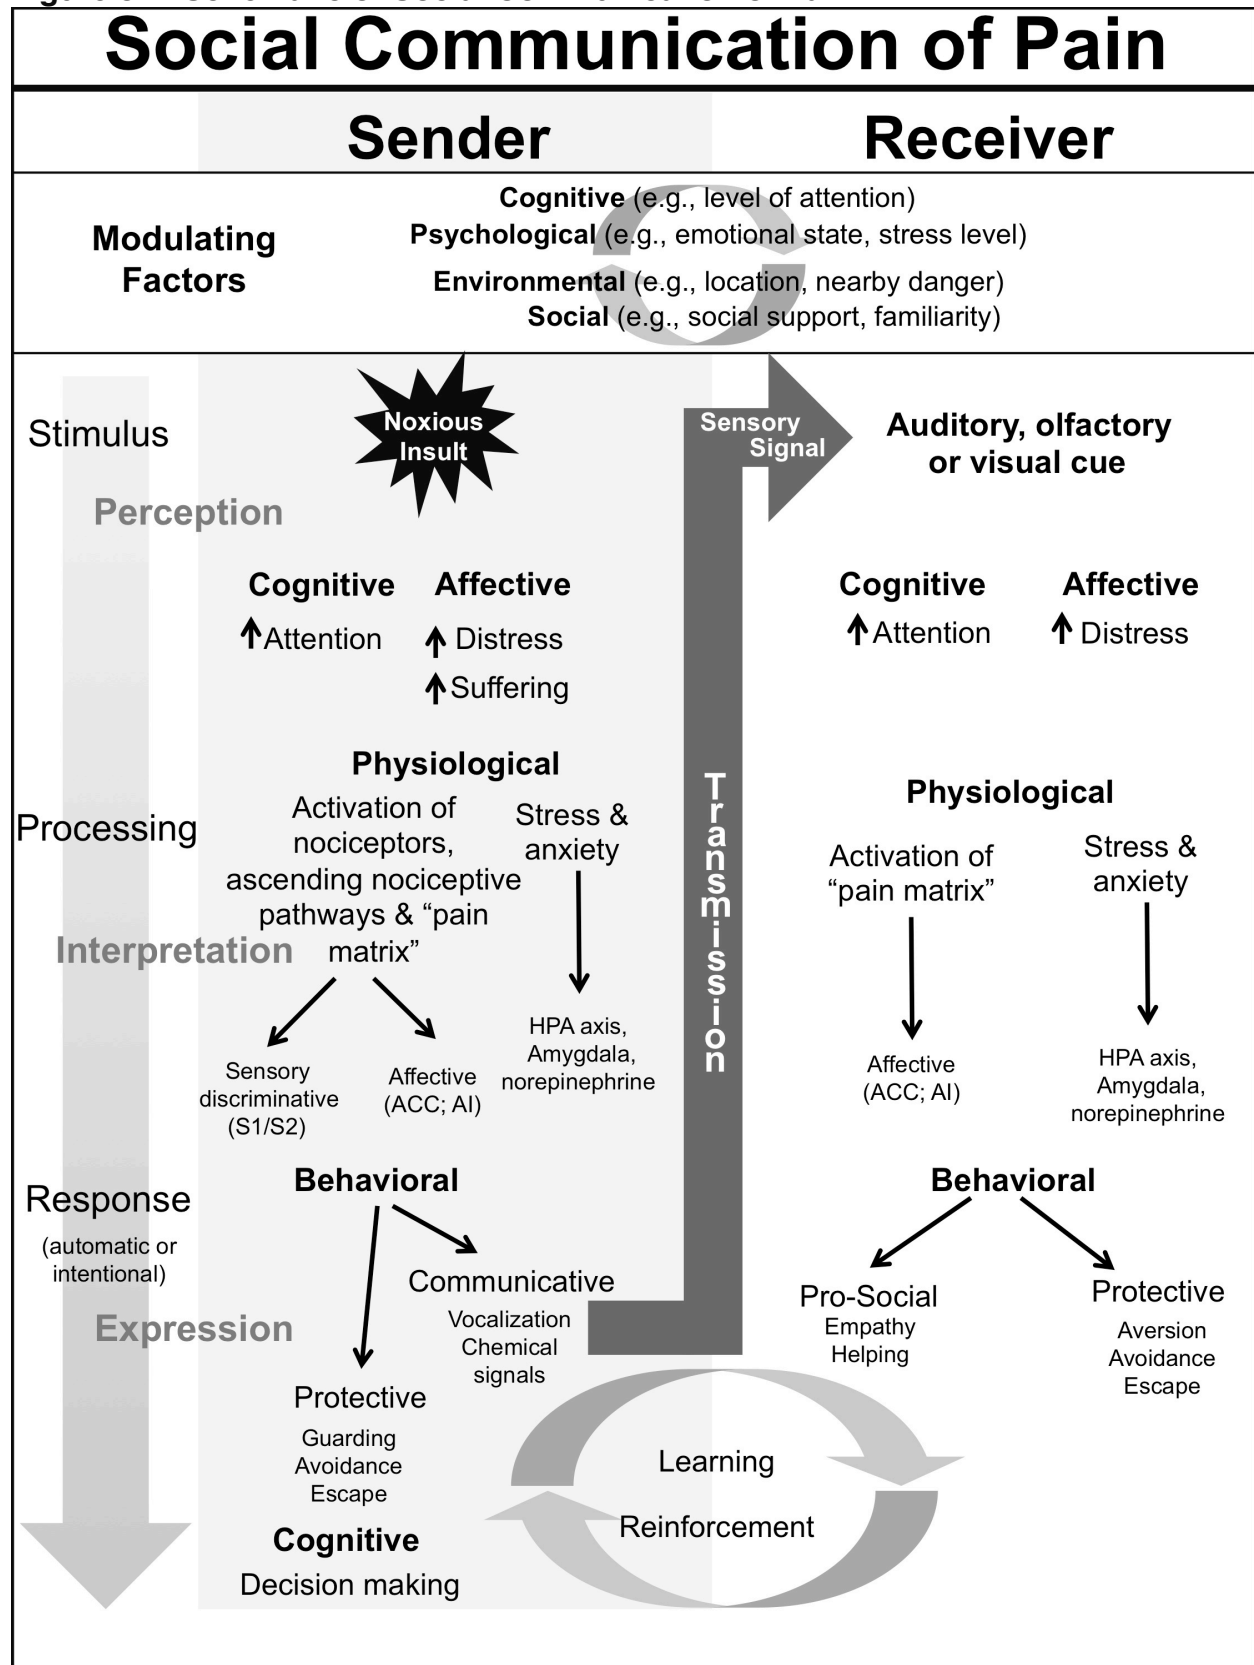 Social Communication of Pain
Sender
Receiver
Modulating
Factors
Cognitive (e.g., level of attention)
Psychological (e.g., emotional state, stress level)
Environmental (e.g., location, nearby danger)
Social (e.g., social support, familiarity)
Stimulus
Noxious
Insult
Sensory
Signal
Auditory, olfactory
or visual cue
Perception
Cognitive
Attention
Affective
Distress
Suffering
Cognitive
Attention
Affective
Distress
Processing
Physiological
Activation of
nociceptors,
ascending nociceptive
pathways & “pain
matrix”
Stress &
anxiety
Transmission
Physiological
Activation of
“pain matrix”
Stress &
anxiety
Interpretation
Sensory
discriminative
(S1/S2)
Affective
(ACC; AI)
HPA axis,
Amygdala,
norepinephrine
Affective
(ACC; AI)
HPA axis,
Amygdala,
norepinephrine
Response
(automatic or
intentional)
Behavioral
Communicative
Vocalization
Chemical
signals
Behavioral
Pro-Social
Empathy
Helping
Protective
Aversion
Avoidance
Escape
Expression
Protective
Guarding
Avoidance
Escape
Learning
Reinforcement
Cognitive
Decision making